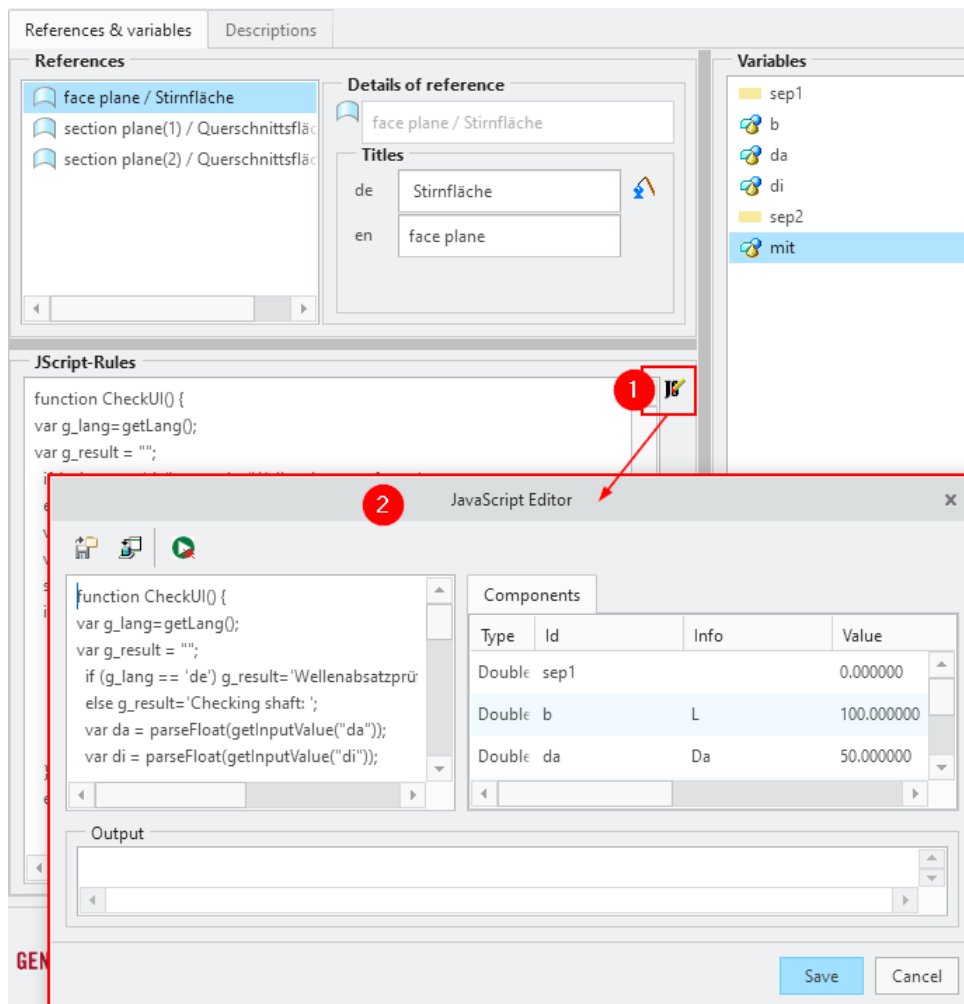 References & variables
Descriptions
References
face plane / Stirnfläche
section plane(1) / Querschnittsfläc
section plane(2) / Querschnittsfläc
Details of reference
face plane / Stirnfläche
Titles
de
Stirnfläche
en
face plane
Variables
sep1
b
da
di
sep2
mit
JScript-Rules
function CheckUI() {
var g_lang=getLang();
var g_result = "";
1
JS
2
JavaScript Editor
function CheckUI() {
var g_lang=getLang();
var g_result = "";
if (g_lang == 'de') g_result='Wellenabsatzprüf
else g_result='Checking shaft: ';
var da = parseFloat(getInputValue("da"));
var di = parseFloat(getInputValue("di"));
Components
Type Id Info Value
Double sep1 0.000000
Double b L 100.000000
Double da Da 50.000000
Output
GEN
Save
Cancel